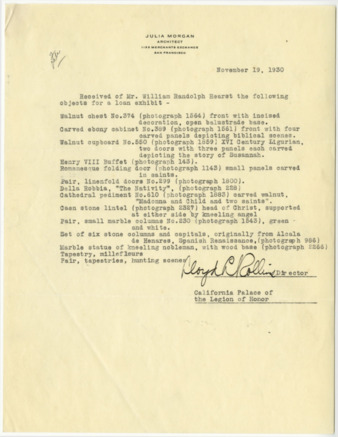 JULIA MORGAN
ARCHITECT
1135 MERCHANTS EXCHANGE
SAN FRANCISCO
November 19, 1930
Received of Mr. William Randolph Hearst the following
objects for a loan exhibit -
Walnut chest No.374 (photograph 1564) front with incised
decoration, open balustrade base.
Carved ebony cabinet No.369 (photograph 1561) front with four
carved panels depicting biblical scenes.
Walnut cupboard No.550 (photograph 1559) XVI Century Ligurian,
two doors with three panels each carved
depicting the story of Susannah.
Henry VIII Buffet (photograph 143).
Romanesque folding door (photograph 1143) small panels carved
in saints.
Pair, linenfold doors No.299 (photograph 1500).
Della Robbia, "The Nativity", (photograph 258)
Cathedral pediment No.410 (photograph 1583) carved walnut,
"Madonna and Child and two saints".
Caen stone lintel (photograph 2327) head of Christ, supported
at either side by kneeling angel
Pair, small marble columns No.230 (photograph 1545), green
and white.
Set of six stone columns and capitals, originally from Alcala
de Henares, Spanish Renaissance,(photograph 955)
Marble statue of kneeling nobleman, with wood base (photograph 2255)
Tapestry, millefleurs
Pair, tapestries, hunting scenes
Lloyd L Rollins
Director
California Palace of
the Legion of Honor